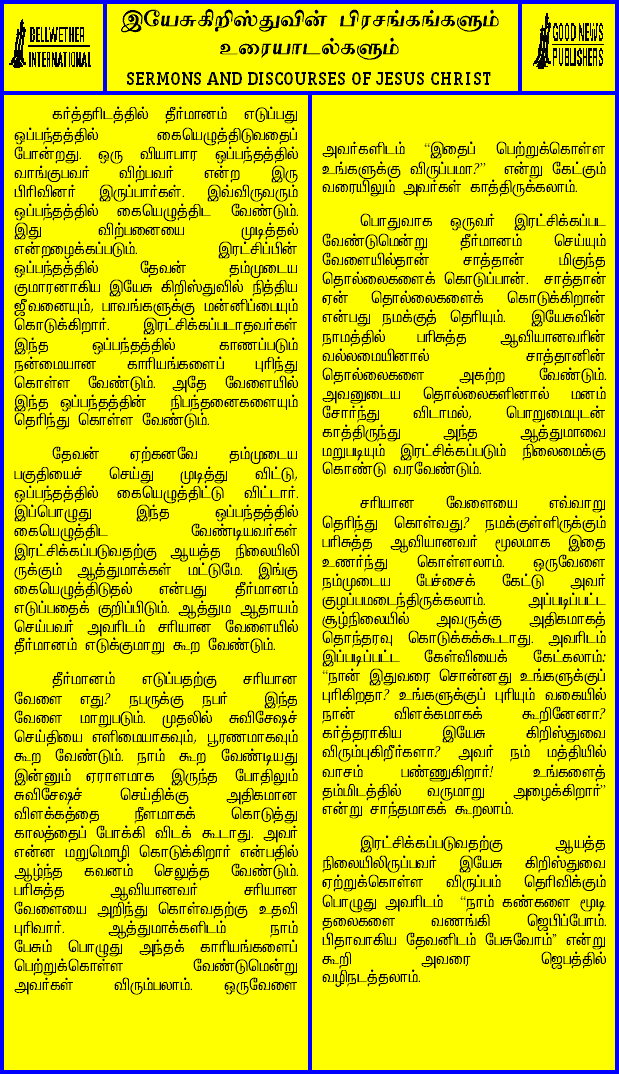 BELLWETHER
INTERNATIONAL
இயேசுகிறிஸ்துவின் பிரசங்கங்களும்
உரையாடல்களும்
SERMONS AND DISCOURSES OF JESUS CHRIST
GOOD NEWS
PUBLISHERS
கர்த்தரிடத்தில் தீர்மானம் எடுப்பது
ஒப்பந்தத்தில் கையெழுத்திடுவதைப்
போன்றது. ஒரு வியாபார ஒப்பந்தத்தில்
வாங்குபவர் விற்பவர் என்ற இரு
பிரிவினர் இருப்பார்கள். இவ்விருவரும்
ஒப்பந்தத்தில் கையெழுத்திட வேண்டும்.
இது விற்பனையை முடித்தல்
என்றழைக்கப்படும். இரட்சிப்பின்
ஒப்பந்தத்தில் தேவன் தம்முடைய
குமாரனாகிய இயேசு கிறிஸ்துவில் நித்திய
ஜீவனையும், பாவங்களுக்கு மன்னிப்பையும்
கொடுக்கிறார். இரட்சிக்கப்படாதவர்கள்
இந்த ஒப்பந்தத்தில் காணப்படும்
நன்மையான காரியங்களைப் புரிந்து
கொள்ள வேண்டும். அதே வேளையில்
இந்த ஒப்பந்தத்தின் நிபந்தனைகளையும்
தெரிந்து கொள்ள வேண்டும்.
தேவன் ஏற்கனவே தம்முடைய
பகுதியைச் செய்து முடித்து விட்டு,
ஒப்பந்தத்தில் கையெழுத்திட்டு விட்டார்.
இப்பொழுது இந்த ஒப்பந்தத்தில்
கையெழுத்திட வேண்டியவர்கள்
இரட்சிக்கப்படுவதற்கு ஆயத்த நிலையிலி
ருக்கும் ஆத்துமாக்கள் மட்டுமே. இங்கு
கையெழுத்திடுதல் என்பது தீர்மானம்
எடுப்பதைக் குறிப்பிடும். ஆத்தும ஆதாயம்
செய்பவர் அவரிடம் சரியான வேளையில்
தீர்மானம் எடுக்குமாறு கூற வேண்டும்.
தீர்மானம் எடுப்பதற்கு சரியான
வேளை எது? நபருக்கு நபர் இந்த
வேளை மாறுபடும். முதலில் சுவிசேஷச்
செய்தியை எளிமையாகவும், பூரணமாகவும்
கூற வேண்டும். நாம் கூற வேண்டியது
இன்னும் ஏராளமாக இருந்த போதிலும்
சுவிசேஷச் செய்திக்கு அதிகமான
விளக்கத்தை நீளமாகக் கொடுத்து
காலத்தைப் போக்கி விடக் கூடாது. அவர்
என்ன மறுமொழி கொடுக்கிறார் என்பதில்
ஆழ்ந்த கவனம் செலுத்த வேண்டும்.
பரிசுத்த ஆவியானவர் சரியான
வேளையை அறிந்து கொள்வதற்கு உதவி
புரிவார். ஆத்துமாக்களிடம் நாம்
பேசும் பொழுது அந்தக் காரியங்களைப்
பெற்றுக்கொள்ள வேண்டுமென்று
அவர்கள் விரும்பலாம். ஒருவேளை
அவர்களிடம் “இதைப் பெற்றுக்கொள்ள
உங்களுக்கு விருப்பமா?” என்று கேட்கும்
வரையிலும் அவர்கள் காத்திருக்கலாம்.
பொதுவாக ஒருவர் இரட்சிக்கப்பட
வேண்டுமென்று தீர்மானம் செய்யும்
வேளையில்தான் சாத்தான் மிகுந்த
தொல்லைகளைக் கொடுப்பான். சாத்தான்
ஏன் தொல்லைகளைக் கொடுக்கிறான்
என்பது நமக்குத் தெரியும். இயேசுவின்
நாமத்தில் பரிசுத்த ஆவியானவரின்
வல்லமையினால் சாத்தானின்
தொல்லைகளை அகற்ற வேண்டும்.
அவனுடைய தொல்லைகளினால் மனம்
சோர்ந்து விடாமல், பொறுமையுடன்
காத்திருந்து அந்த ஆத்துமாவை
மறுபடியும் இரட்சிக்கப்படும் நிலைமைக்கு
கொண்டு வரவேண்டும்.
சரியான வேளையை எவ்வாறு
தெரிந்து கொள்வது? நமக்குள்ளிருக்கும்
பரிசுத்த ஆவியானவர் மூலமாக இதை
உணர்ந்து கொள்ளலாம். ஒருவேளை
நம்முடைய பேச்சைக் கேட்டு அவர்
குழப்பமடைந்திருக்கலாம். அப்படிப்பட்ட
சூழ்நிலையில் அவருக்கு அதிகமாகத்
தொந்தரவு கொடுக்கக்கூடாது. அவரிடம்
இப்படிப்பட்ட கேள்வியைக் கேட்கலாம்:
“நான் இதுவரை சொன்னது உங்களுக்குப்
புரிகிறதா? உங்களுக்குப் புரியும் வகையில்
நான் விளக்கமாகக் கூறினேனா?
கர்த்தராகிய இயேசு கிறிஸ்துவை
விரும்புகிறீர்களா? அவர் நம் மத்தியில்
வாசம் பண்ணுகிறார்! உங்களைத்
தம்மிடத்தில் வருமாறு அழைக்கிறார்”
என்று சாந்தமாகக் கூறலாம்.
இரட்சிக்கப்படுவதற்கு ஆயத்த
நிலையிலிருப்பவர் இயேசு கிறிஸ்துவை
ஏற்றுக்கொள்ள விருப்பம் தெரிவிக்கும்
பொழுது அவரிடம் “நாம் கண்களை மூடி
தலைகளை வணங்கி ஜெபிப்போம்.
பிதாவாகிய தேவனிடம் பேசுவோம்” என்று
கூறி அவரை ஜெபத்தில்
வழிநடத்தலாம்.